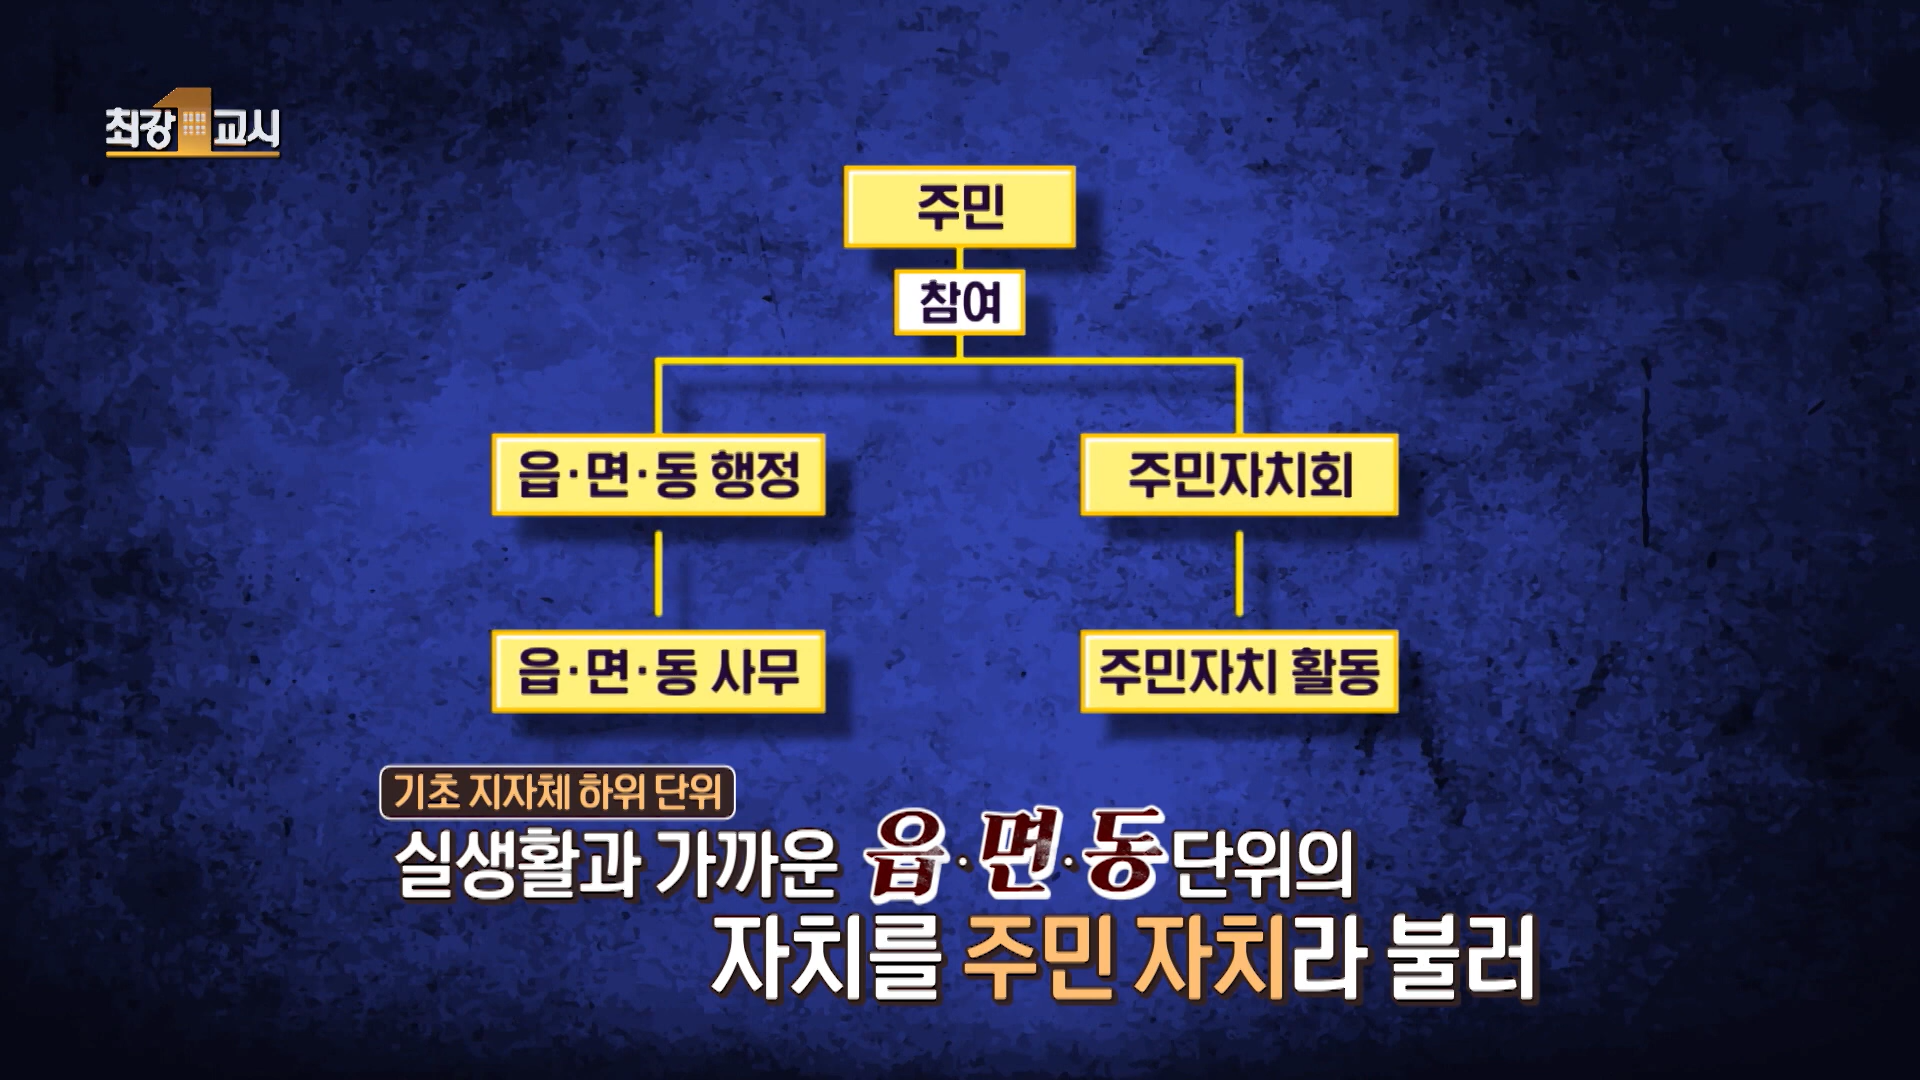 최강1교시
주민
참여
읍·면·동 행정
주민자치회
읍·면·동 사무
주민자치 활동
기초 지자체 하위 단위
실생활과 가까운 읍·면·동단위의
자치를 주민 자치라 불러